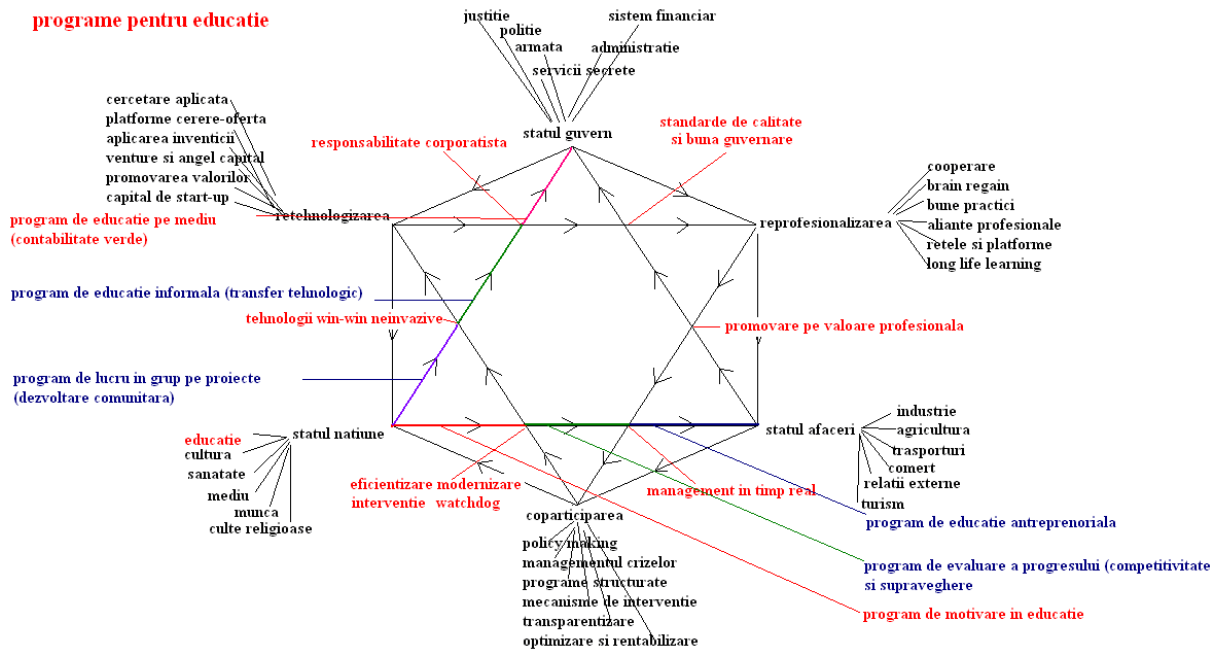 programe pentru educatie
justitie
sistem financiar
politie
armata
administratie
servicii secrete
statul guvern
cercetare aplicata
platforme cerere-oferta
aplicarea inventicii
venture si angel capital
promovarea valorilor
capital de start-up
retehnologizarea
responsabilitate corporatista
standarde de calitate
si buna guvernare
cooperare
brain regain
bune practici
aliante profesionale
retele si platforme
long life learning
reprofesionalizarea
program de educatie pe mediu
(contabilitate verde)
program de educatie informala (transfer tehnologic)
tehnologii win-win neinvazive
promovare pe valoare profesionala
program de lucru in grup pe proiecte
(dezvoltare comunitara)
statul natiune
educatie
cultura
sanatate
mediu
munca
culte religioase
eficientizare modernizare
interventie watchdog
management in timp real
statul afaceri
industrie
agricultura
trasporturi
comert
relatii externe
turism
coparticiparea
policy making
managementul crizelor
programe structurate
mecanisme de interventie
transparentizare
optimizare si rentabilizare
program de educatie antreprenoriala
program de evaluare a progresului (competitivitate
si supraveghere
program de motivare in educatie